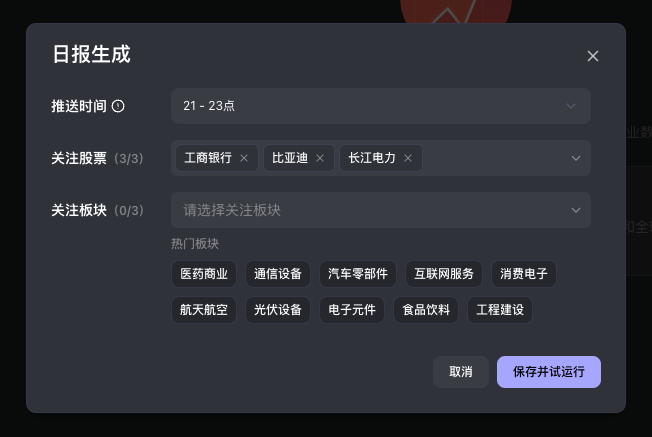 日报生成
推送时间
21 - 23点
关注股票 (3/3)
工商银行 比亚迪 长江电力
关注板块 (0/3)
请选择关注板块
热门板块
医药商业 通信设备 汽车零部件 互联网服务 消费电子
航天航空 光伏设备 电子元件 食品饮料 工程建设
取消 保存并试运行